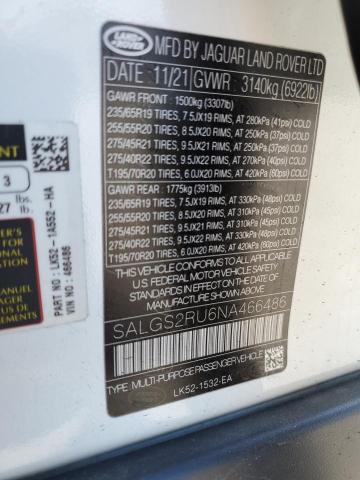 LAND ROVER
MFD BY JAGUAR LAND ROVER LTD
DATE : 11/21 GVWR : 3140kg (6922lb)
GAWR FRONT : 1500kg (3307lb)
235/65R19 TIRES, 7.5JX19 RIMS, AT 280kPa (41psi) COLD
255/55R20 TIRES, 8.5JX20 RIMS, AT 250kPa (37psi) COLD
275/45R21 TIRES, 9.5JX21 RIMS, AT 250kPa (37psi) COLD
275/40R22 TIRES, 9.5JX22 RIMS, AT 270kPa (40psi) COLD
T195/70R20 TIRES, 6.0JX20 RIMS, AT 420kPa (60psi) COLD
GAWR REAR : 1775kg (3913lb)
235/65R19 TIRES, 7.5JX19 RIMS, AT 330kPa (48psi) COLD
255/55R20 TIRES, 8.5JX20 RIMS, AT 310kPa (45psi) COLD
275/45R21 TIRES, 9.5JX21 RIMS, AT 310kPa (45psi) COLD
275/40R22 TIRES, 9.5JX22 RIMS, AT 330kPa (48psi) COLD
T195/70R20 TIRES, 6.0JX20 RIMS, AT 420kPa (60psi) COLD
THIS VEHICLE CONFORMS TO ALL APPLICABLE
U.S. FEDERAL MOTOR VEHICLE SAFETY AND
THEFT PREVENTION STANDARDS IN EFFECT ON THE
DATE OF MANUFACTURE SHOWN ABOVE.
SALGS2RU6NA466486
TYPE: MULTI-PURPOSE PASSENGER VEHICLE
LK52-1532-EA
3
27 lbs.
LK52-1A552-HA
VIN No: 466486